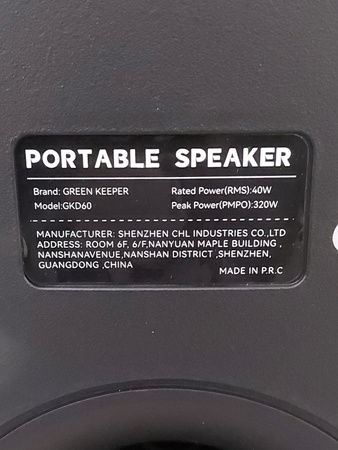 PORTABLE SPEAKER
Brand: GREEN KEEPER Rated Power(RMS):40W
Model:GKD60 Peak Power(PMPO):320W
MANUFACTURER: SHENZHEN CHL INDUSTRIES CO.,LTD
ADDRESS: ROOM 6F, 6/F,NANYUAN MAPLE BUILDING ,
NANSHANAVENUE,NANSHAN DISTRICT ,SHENZHEN,
GUANGDONG ,CHINA
MADE IN P.R.C